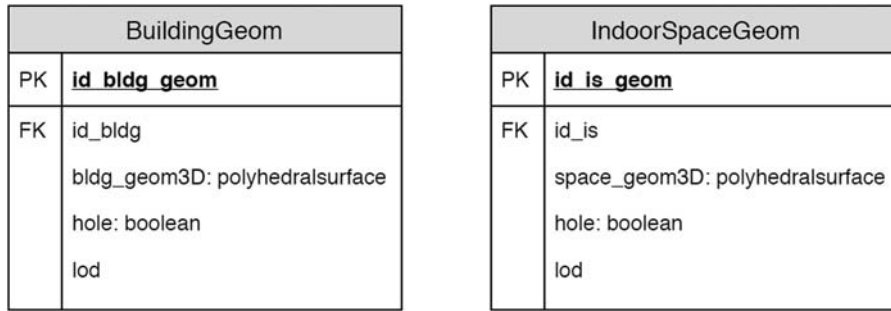 BuildingGeom
PK id_bldg_geom
FK id_bldg
bldg_geom3D: polyhedralsurface
hole: boolean
lod
IndoorSpaceGeom
PK id_is_geom
FK id_is
space_geom3D: polyhedralsurface
hole: boolean
lod